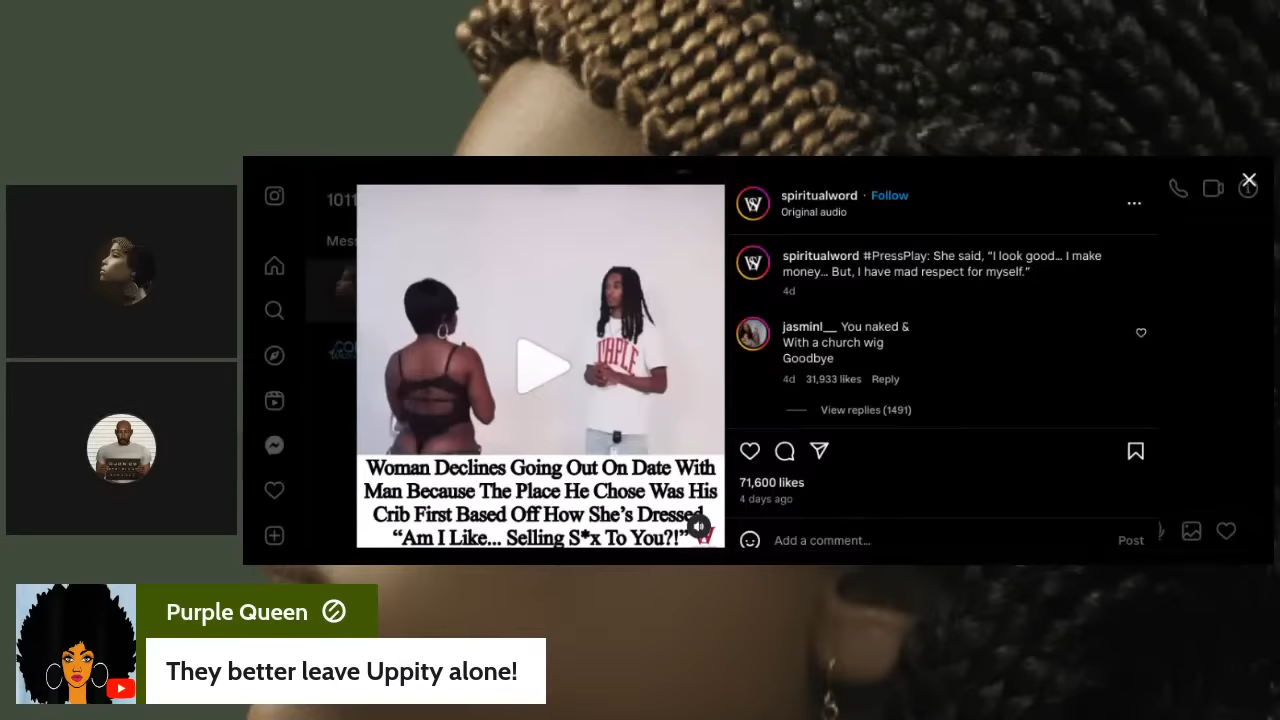 1011
Mess
spiritualword · Follow
Original audio
spiritualword #PressPlay: She said, “I look good… I make
money… But, I have mad respect for myself.”
4d
jasminl__ You naked &
With a church wig
Goodbye
4d 31,933 likes Reply
View replies (1491)
71,600 likes
4 days ago
Add a comment…
Post
Woman Declines Going Out On Date With
Man Because The Place He Chose Was His
Crib First Based Off How She’s Dressed
“Am I Like... Selling S*x To You?!”
Purple Queen
They better leave Uppity alone!